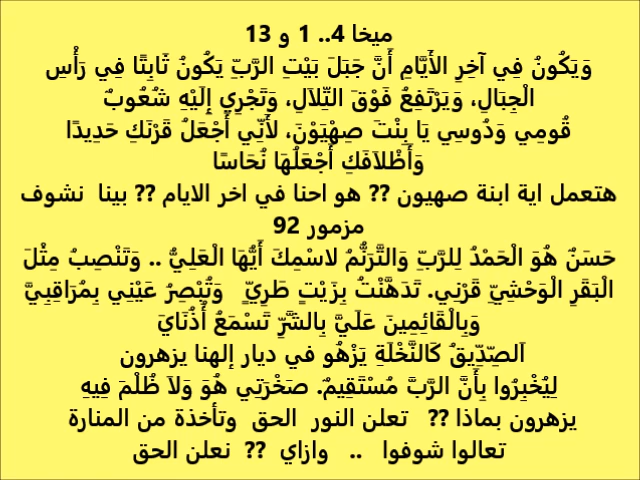 ميخا 4.. 1 و 13
وَيَكُونُ فِي آخِرِ الأَيَّامِ أَنَّ جَبَلَ بَيْتِ الرَّبِّ يَكُونُ ثَابِتًا فِي رَأْسِ
الْجِبَالِ، وَيَرْتَفِعُ فَوْقَ التِّلاَلِ، وَتَجْرِي إِلَيْهِ شُعُوبٌ
قُومِي وَدُوسِي يَا بِنْتَ صِهْيَوْنَ، لأَنِّي أَجْعَلُ قَرْنَكِ حَدِيدًا
وَأَظْلاَفَكِ أَجْعَلُهَا نُحَاسًا
هتعمل اية ابنة صهيون ?? هو احنا في اخر الايام ?? بينا نشوف
مزمور 92
حَسَنٌ هُوَ الْحَمْدُ لِلرَّبِّ وَالتَّرَنُّمُ لاسْمِكَ أَيُّهَا الْعَلِيُّ .. وَتَنْصِبُ مِثْلَ
الْبَقَرِ الْوَحْشِيِّ قَرْنِي. تَدَهَّنْتُ بِزَيْتٍ طَرِيٍّ وَتُبْصِرُ عَيْنِي بِمُرَاقِبِيَّ
وَبِالْقَائِمِينَ عَلَيَّ بِالشَّرِّ تَسْمَعُ أُذُنَايَ
اَلصِّدِّيقُ كَالنَّخْلَةِ يَزْهُو في ديار إلهنا يزهرون
لِيُخْبِرُوا بِأَنَّ الرَّبَّ مُسْتَقِيمٌ. صَخْرَتِي هُوَ وَلاَ ظُلْمَ فِيهِ
يزهرون بماذا ?? تعلن النور الحق وتأخذة من المنارة
تعالوا شوفوا .. وازاي ?? نعلن الحق